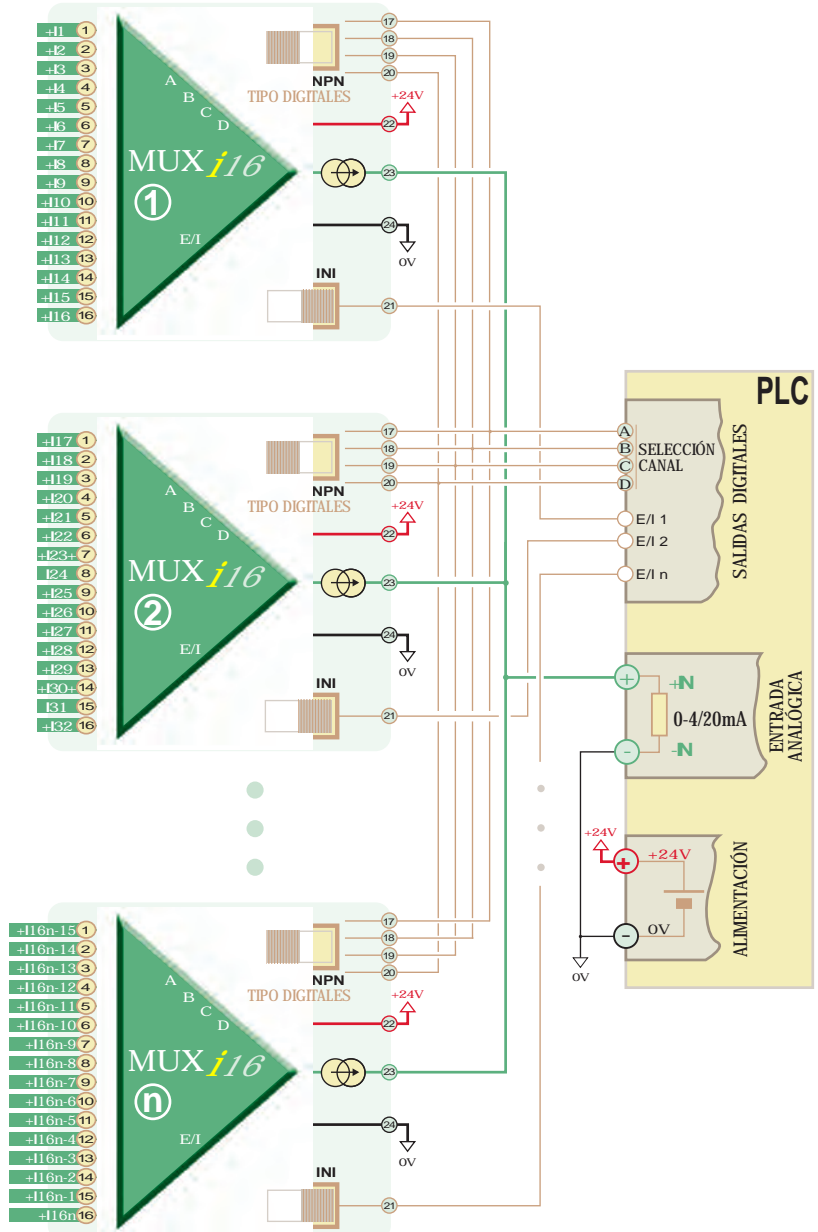 +I1 1
+I2 2
+I3 3
+I4 4
+I5 5
+I6 6
+I7 7
+I8 8
+I9 9
+I10 10
+I11 11
+I12 12
+I13 13
+I14 14
+I15 15
+I16 16
A
B
C
D
MUX i16
1
E/I
NPN
TIPO DIGITALES
INI
17
18
19
20
+24V
22
23
24
0V
21
+I17 1
+I18 2
+I19 3
+I20 4
+I21 5
+I22 6
+I23+ 7
I24 8
+I25 9
+I26 10
+I27 11
+I28 12
+I29 13
+I30+ 14
I31 15
+I32 16
A
B
C
D
MUX i16
2
E/I
NPN
TIPO DIGITALES
INI
17
18
19
20
+24V
22
23
24
0V
21
+I16n-15 1
+I16n-14 2
+I16n-13 3
+I16n-12 4
+I16n-11 5
+I16n-10 6
+I16n-9 7
+I16n-8 8
+I16n-7 9
+I16n-6 10
+I16n-5 11
+I16n-4 12
+I16n-3 13
+I16n-2 14
+I16n-1 15
+I16n 16
A
B
C
D
MUX i16
n
E/I
NPN
TIPO DIGITALES
INI
17
18
19
20
+24V
22
23
24
0V
21
PLC
A
B
C
D
SELECCIÓN
CANAL
E/I 1
E/I 2
E/I n
SALIDAS DIGITALES
+
+IN
0-4/20mA
-
-IN
ENTRADA
ANALÓGICA
+24V
+
+24V
-
0V
0V
ALIMENTACIÓN